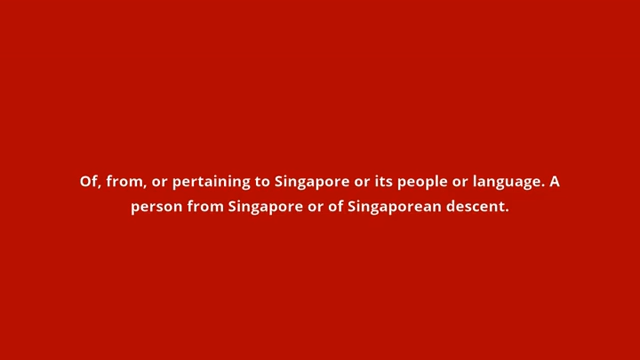 Of, from, or pertaining to Singapore or its people or language. A
person from Singapore or of Singaporean descent.